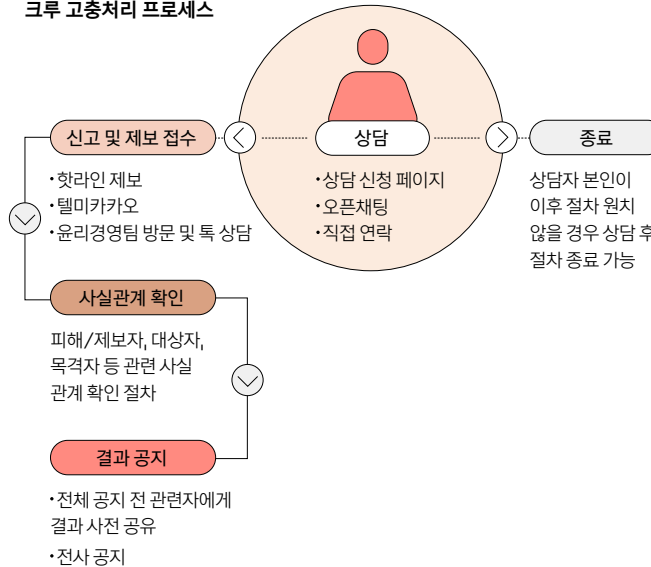 크루 고충처리 프로세스
신고 및 제보 접수
• 핫라인 제보
• 텔미카카오
• 윤리경영팀 방문 및 톡 상담
상담
• 상담 신청 페이지
• 오픈채팅
• 직접 연락
종료
상담자 본인이
이후 절차 원치
않을 경우 상담 후
절차 종료 가능
사실관계 확인
피해/제보자, 대상자,
목격자 등 관련 사실
관계 확인 절차
결과 공지
• 전체 공지 전 관련자에게
결과 사전 공유
• 전사 공지